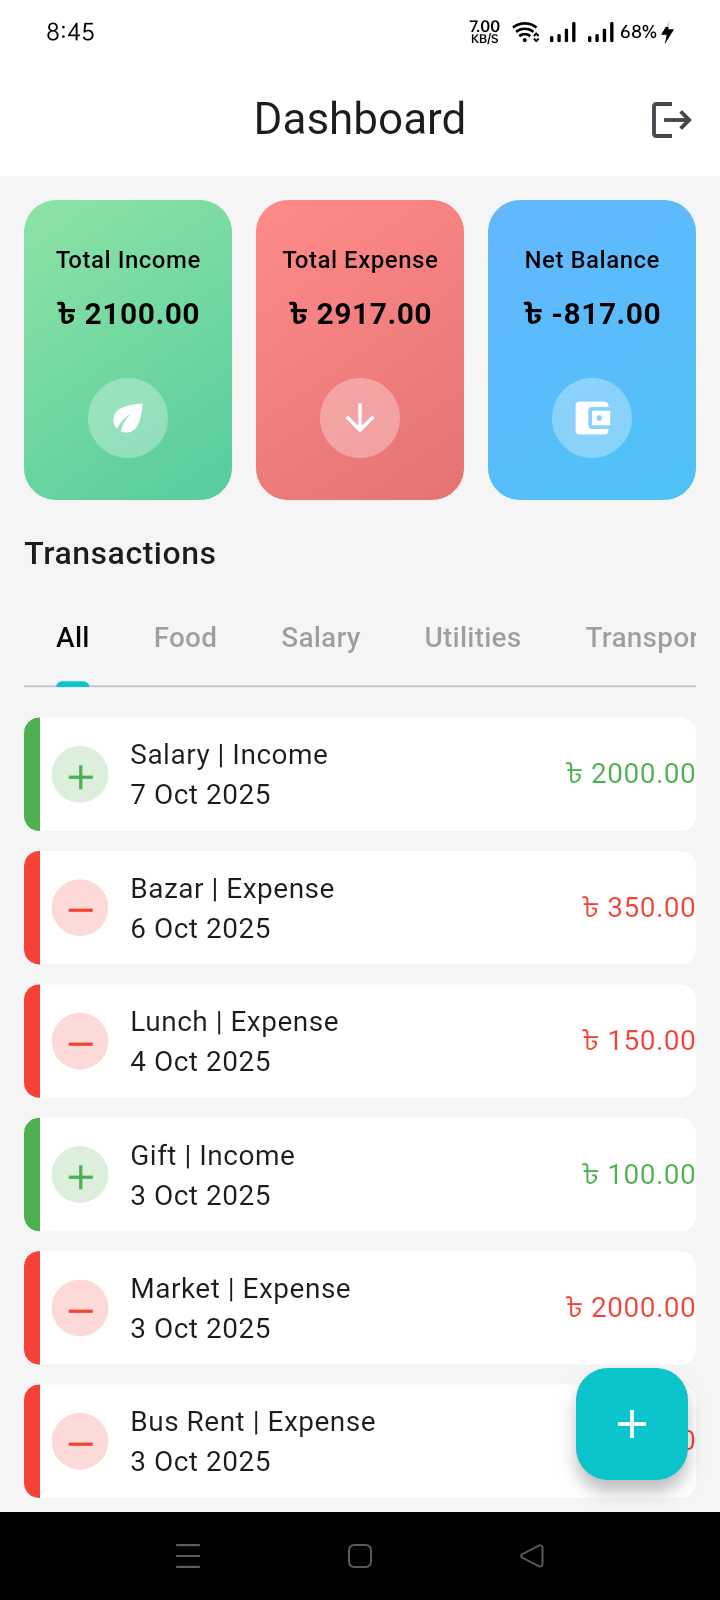 8:45
7.00
KB/S
68%
Dashboard
Total Income
৳ 2100.00
Total Expense
৳ 2917.00
Net Balance
৳ -817.00
Transactions
All Food Salary Utilities Transpor
Salary | Income
7 Oct 2025
৳ 2000.00
Bazar | Expense
6 Oct 2025
৳ 350.00
Lunch | Expense
4 Oct 2025
৳ 150.00
Gift | Income
3 Oct 2025
৳ 100.00
Market | Expense
3 Oct 2025
৳ 2000.00
Bus Rent | Expense
3 Oct 2025